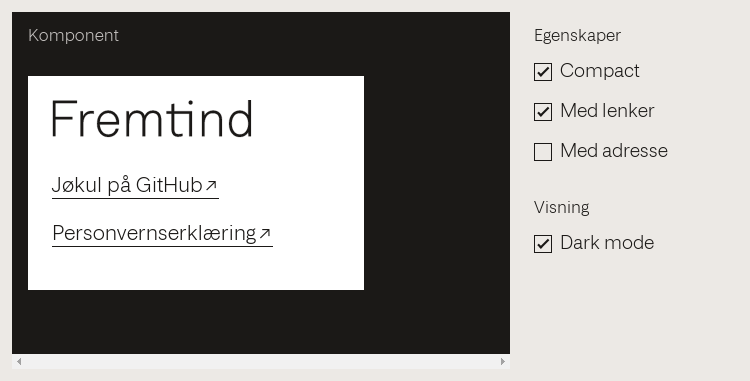 Komponent
Fremtind
Jøkul på GitHub↗
Personvernserklæring↗
Egenskaper
Compact
Med lenker
Med adresse
Visning
Dark mode